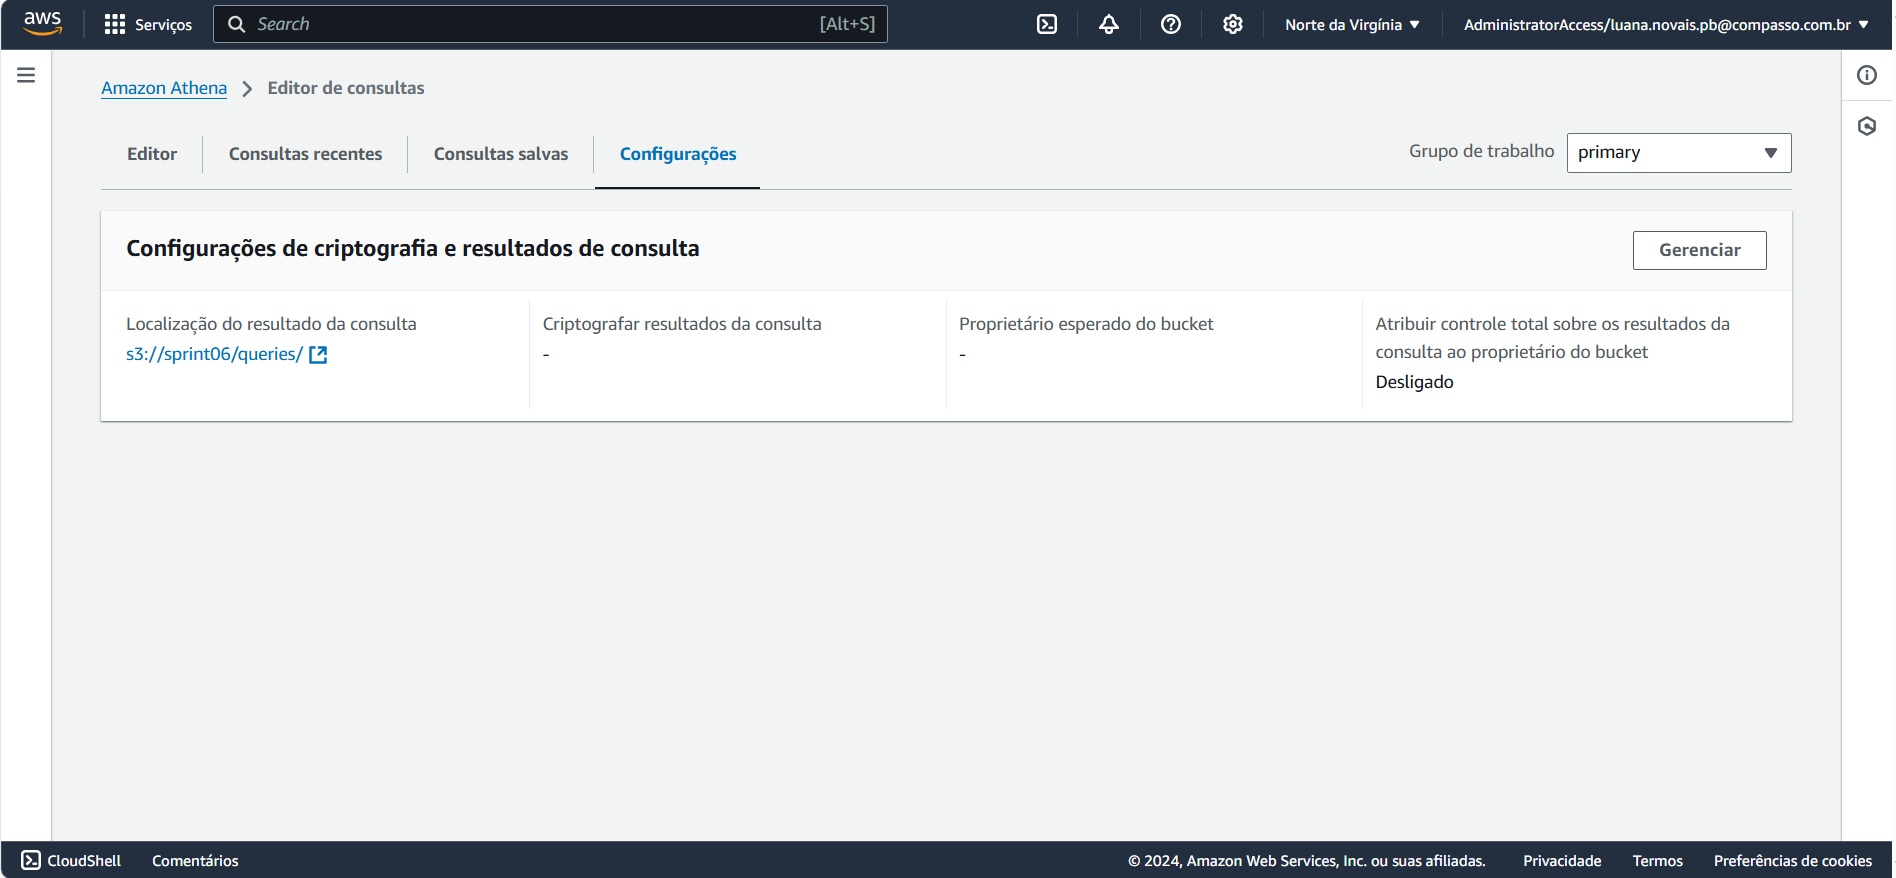 aws
Serviços
Search
[Alt+S]
Norte da Virgínia
AdministratorAccess/luana.novais.pb@compasso.com.br
Amazon Athena
Editor de consultas
Editor
Consultas recentes
Consultas salvas
Configurações
Grupo de trabalho
primary
Configurações de criptografia e resultados de consulta
Gerenciar
Localização do resultado da consulta
s3://sprint06/queries/
Criptografar resultados da consulta
-
Proprietário esperado do bucket
-
Atribuir controle total sobre os resultados da
consulta ao proprietário do bucket
Desligado
CloudShell
Comentários
© 2024, Amazon Web Services, Inc. ou suas afiliadas.
Privacidade
Termos
Preferências de cookies